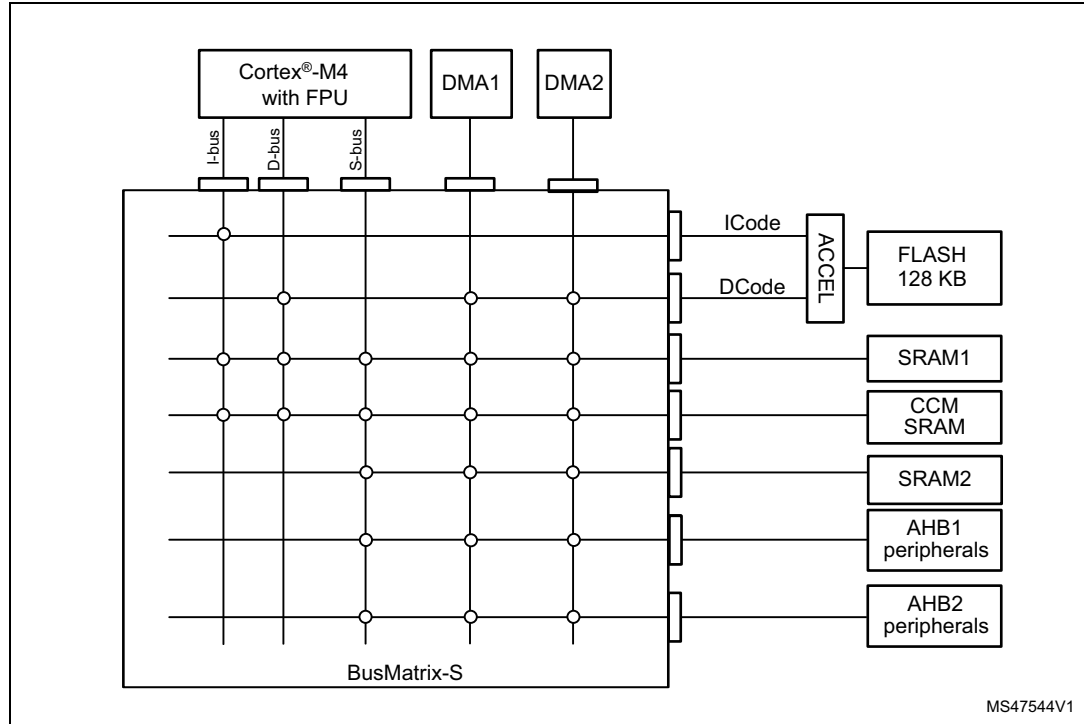 Cortex®-M4
with FPU
DMA1
DMA2
I-bus
D-bus
S-bus
ICode
DCode
ACCEL
FLASH
128 KB
SRAM1
CCM
SRAM
SRAM2
AHB1
peripherals
AHB2
peripherals
BusMatrix-S
MS47544V1